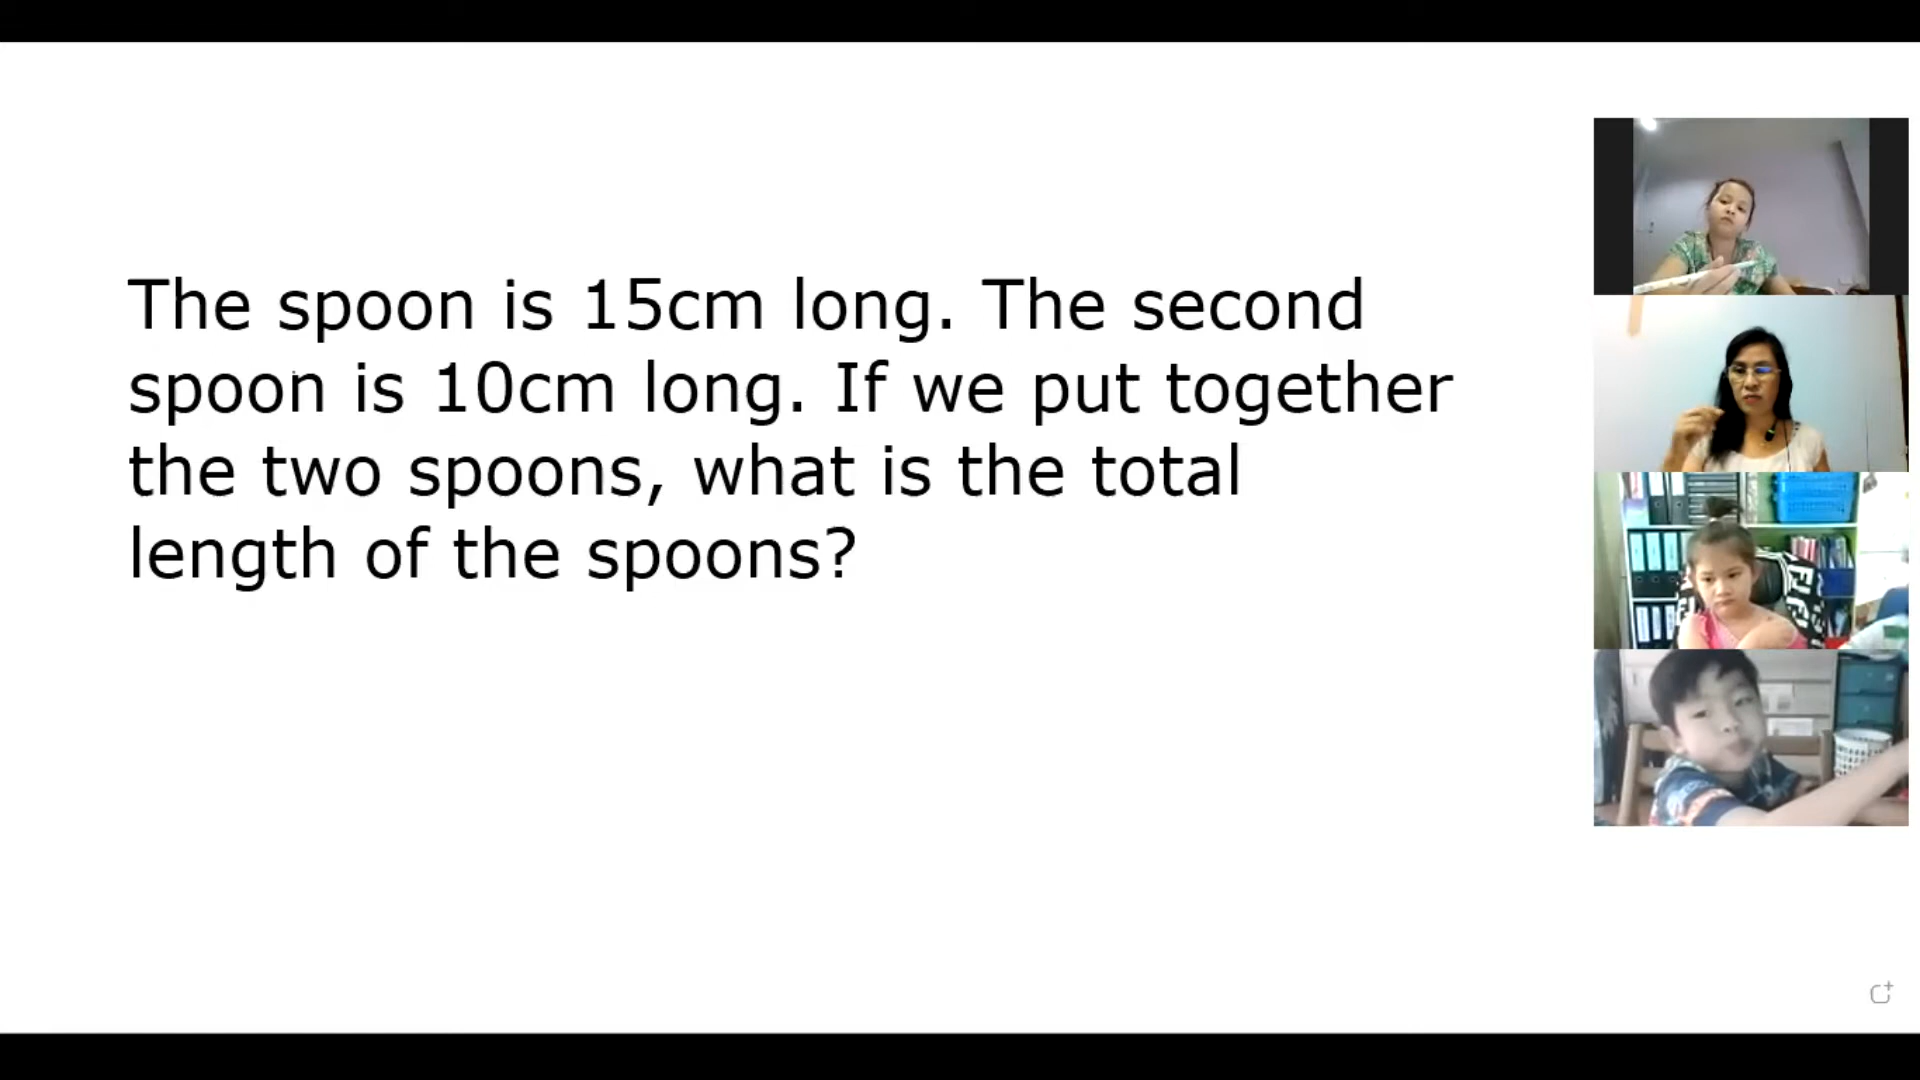 The spoon is 15cm long. The second
spoon is 10cm long. If we put together
the two spoons, what is the total
length of the spoons?